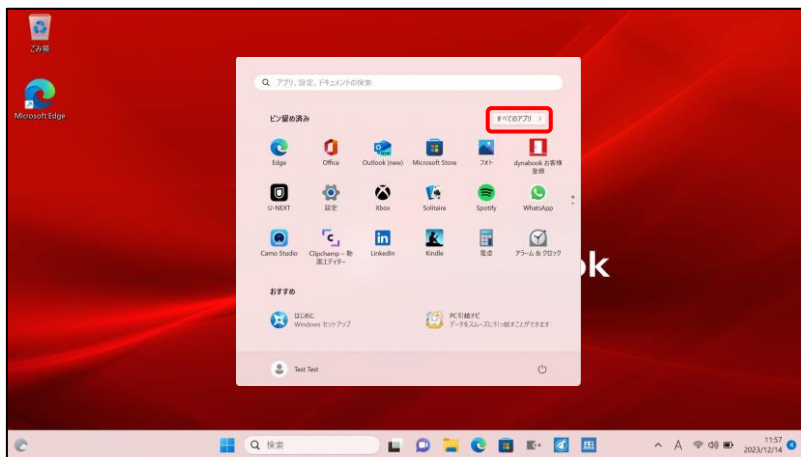 ごみ箱
Microsoft Edge
アプリ、設定、ドキュメントの検索
ピン留め済み
すべてのアプリ >
Edge
Office
Outlook (new)
Microsoft Store
フォト
dynabook お客様
登録
U-NEXT
設定
Xbox
Solitaire
Spotify
WhatsApp
Camo Studio
Clipchamp – 動
画エディター
LinkedIn
Kindle
電卓
アラーム & クロック
ok
おすすめ
はじめに
Windows セットアップ
PC引越ナビ
データをスムーズに引っ越すことができます
Test Test
検索
A
11:57
2023/12/14
4